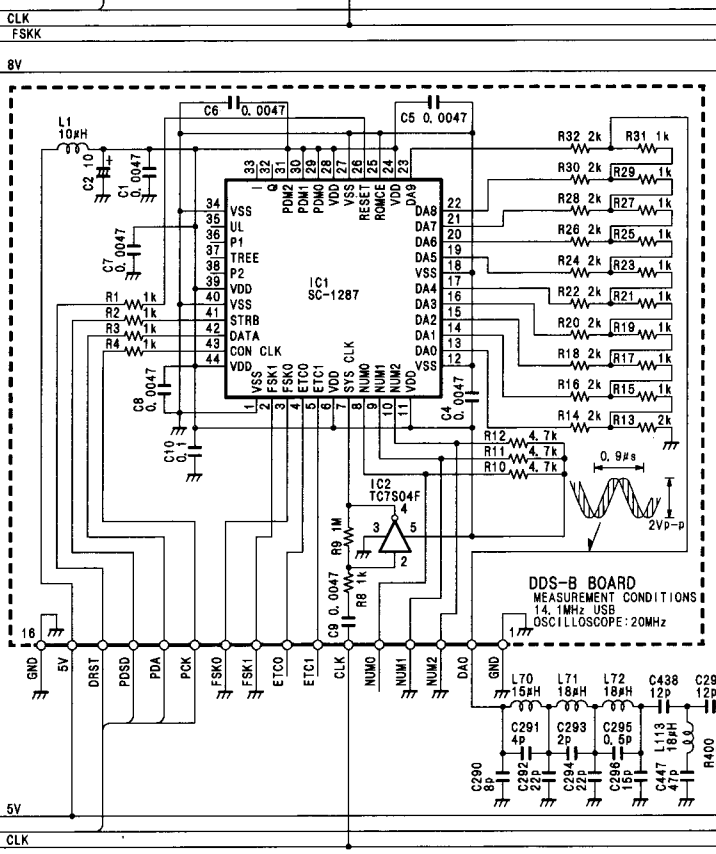 CLK
FSKK
8V
C6 0.0047
C5 0.0047
L1
10μH
C2 10
+
C1
0.0047
33 32 31 30 29 28 27 26 25 24 23
I Q PDM2 PDM1 PDM0 VDD VSS RESET ROMCE VDD DA9
R32 2k R31 1k
R30 2k R29 1k
R28 2k R27 1k
R26 2k R25 1k
R24 2k R23 1k
R22 2k R21 1k
R20 2k R19 1k
R18 2k R17 1k
R16 2k R15 1k
R14 2k R13 2k
34 VSS
35 UL
36 P1
37 TREE
38 P2
39 VDD
40 VSS
41 STRB
42 DATA
43 CON CLK
44 VDD
IC1
SC-1287
DA8 22
DA7 21
DA6 20
DA5 19
VSS 18
DA4 17
DA3 16
DA2 15
DA1 14
DA0 13
VSS 12
C7
0.0047
R1 1k
R2 1k
R3 1k
R4 1k
VSS FSK1 FSK0 ETC0 ETC1 VDD SYS CLK NUM0 NUM1 NUM2 VDD
1 2 3 4 5 6 7 8 9 10 11
C8
0.0047
C4
0.0047
C10
0.1
R12 4.7k
R11 4.7k
R10 4.7k
IC2
TC7S04F
4
3 5
2
R9 1M
R8 1k
C9 0.0047
0.9μs
2Vp-p
DDS-B BOARD
MEASUREMENT CONDITIONS
14.1MHz USB
OSCILLOSCOPE:20MHz
16 1
GND 5V DRST PDSD PDA PCK FSK0 FSK1 ETC0 ETC1 CLK NUM0 NUM1 NUM2 DA0 GND
L70
15μH
L71
18μH
L72
18μH
C438
12p
C29
12p
C291
4p
C293
2p
C295
0.5p
L113
18μH
R400
C290
8p
C292
22p
C294
22p
C296
15p
C447
47p
5V
CLK